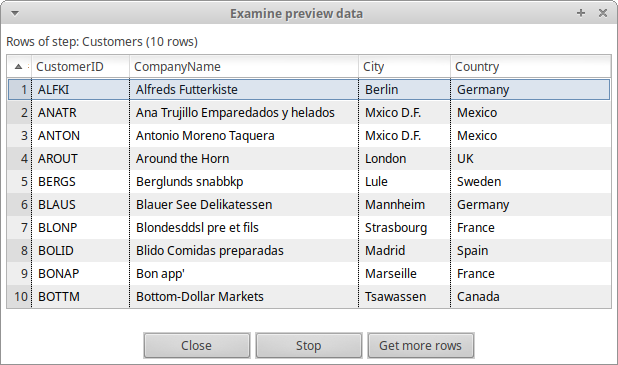 Examine preview data
Rows of step: Customers (10 rows)
CustomerID CompanyName City Country
1 ALFKI Alfreds Futterkiste Berlin Germany
2 ANATR Ana Trujillo Emparedados y helados Mxico D.F. Mexico
3 ANTON Antonio Moreno Taquera Mxico D.F. Mexico
4 AROUT Around the Horn London UK
5 BERGS Berglunds snabbkp Lule Sweden
6 BLAUS Blauer See Delikatessen Mannheim Germany
7 BLONP Blondesddsl pre et fils Strasbourg France
8 BOLID Blido Comidas preparadas Madrid Spain
9 BONAP Bon app' Marseille France
10 BOTTM Bottom-Dollar Markets Tsawassen Canada
Close Stop Get more rows